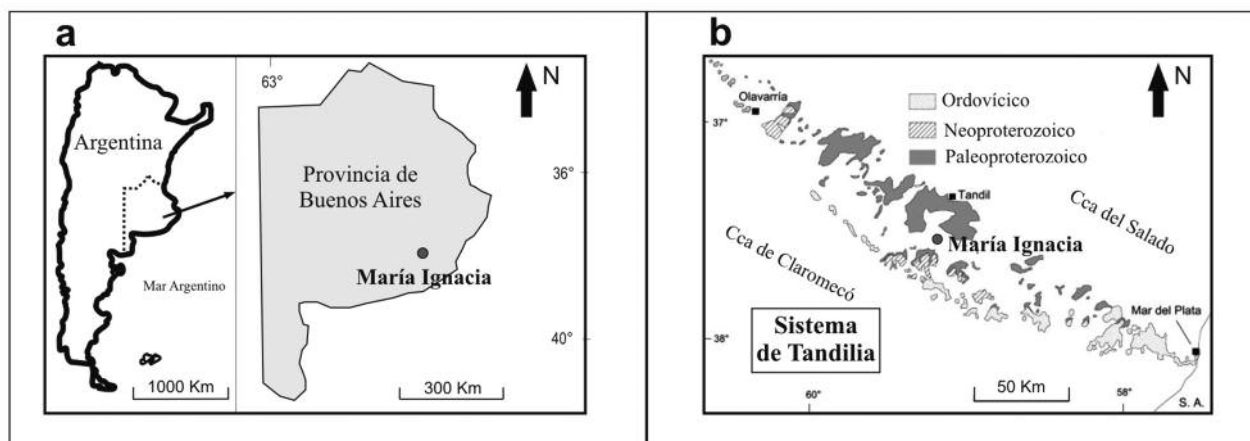 a
63°
N
Argentina
Provincia de
Buenos Aires
36°
María Ignacia
Mar Argentino
40°
1000 Km
300 Km
b
N
Olavarría
37°
Ordovícico
Neoproterozoico
Paleoproterozoico
Tandil
Cca del Salado
María Ignacia
Cca de Claromecó
Mar del Plata
38°
Sistema
de Tandilia
50 Km
60°
58°
S. A.